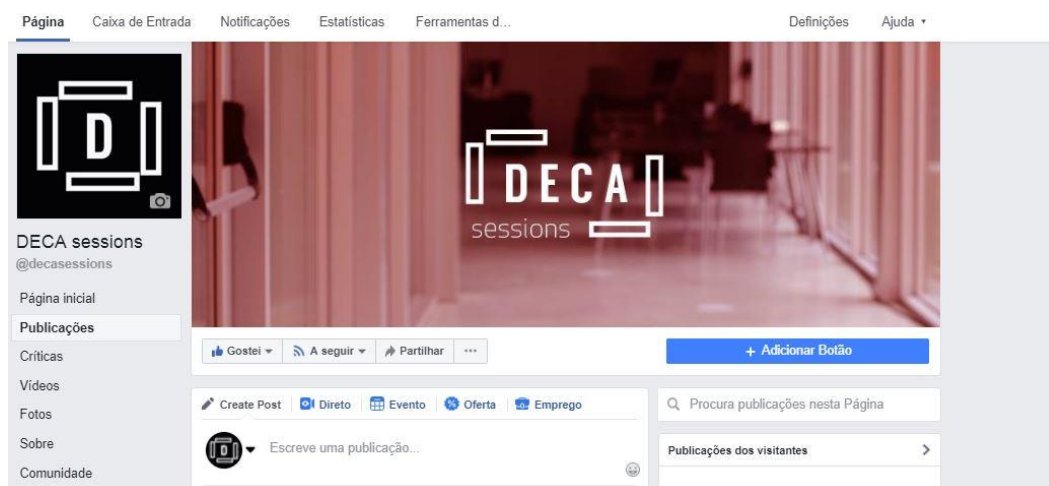 Página Caixa de Entrada Notificações Estatísticas Ferramentas d... Definições Ajuda
D
DECA sessions
@decasessions
Página inicial
Publicações
Críticas
Vídeos
Fotos
Sobre
Comunidade
DECA
sessions
Gostei A seguir Partilhar ... + Adicionar Botão
Create Post Direto Evento Oferta Emprego
Procura publicações nesta Página
D Escreve uma publicação...
Publicações dos visitantes